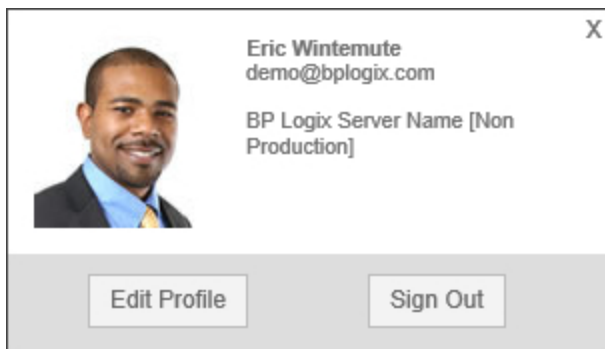 X
Eric Wintemute
demo@bplogix.com
BP Logix Server Name [Non
Production]
Edit Profile
Sign Out